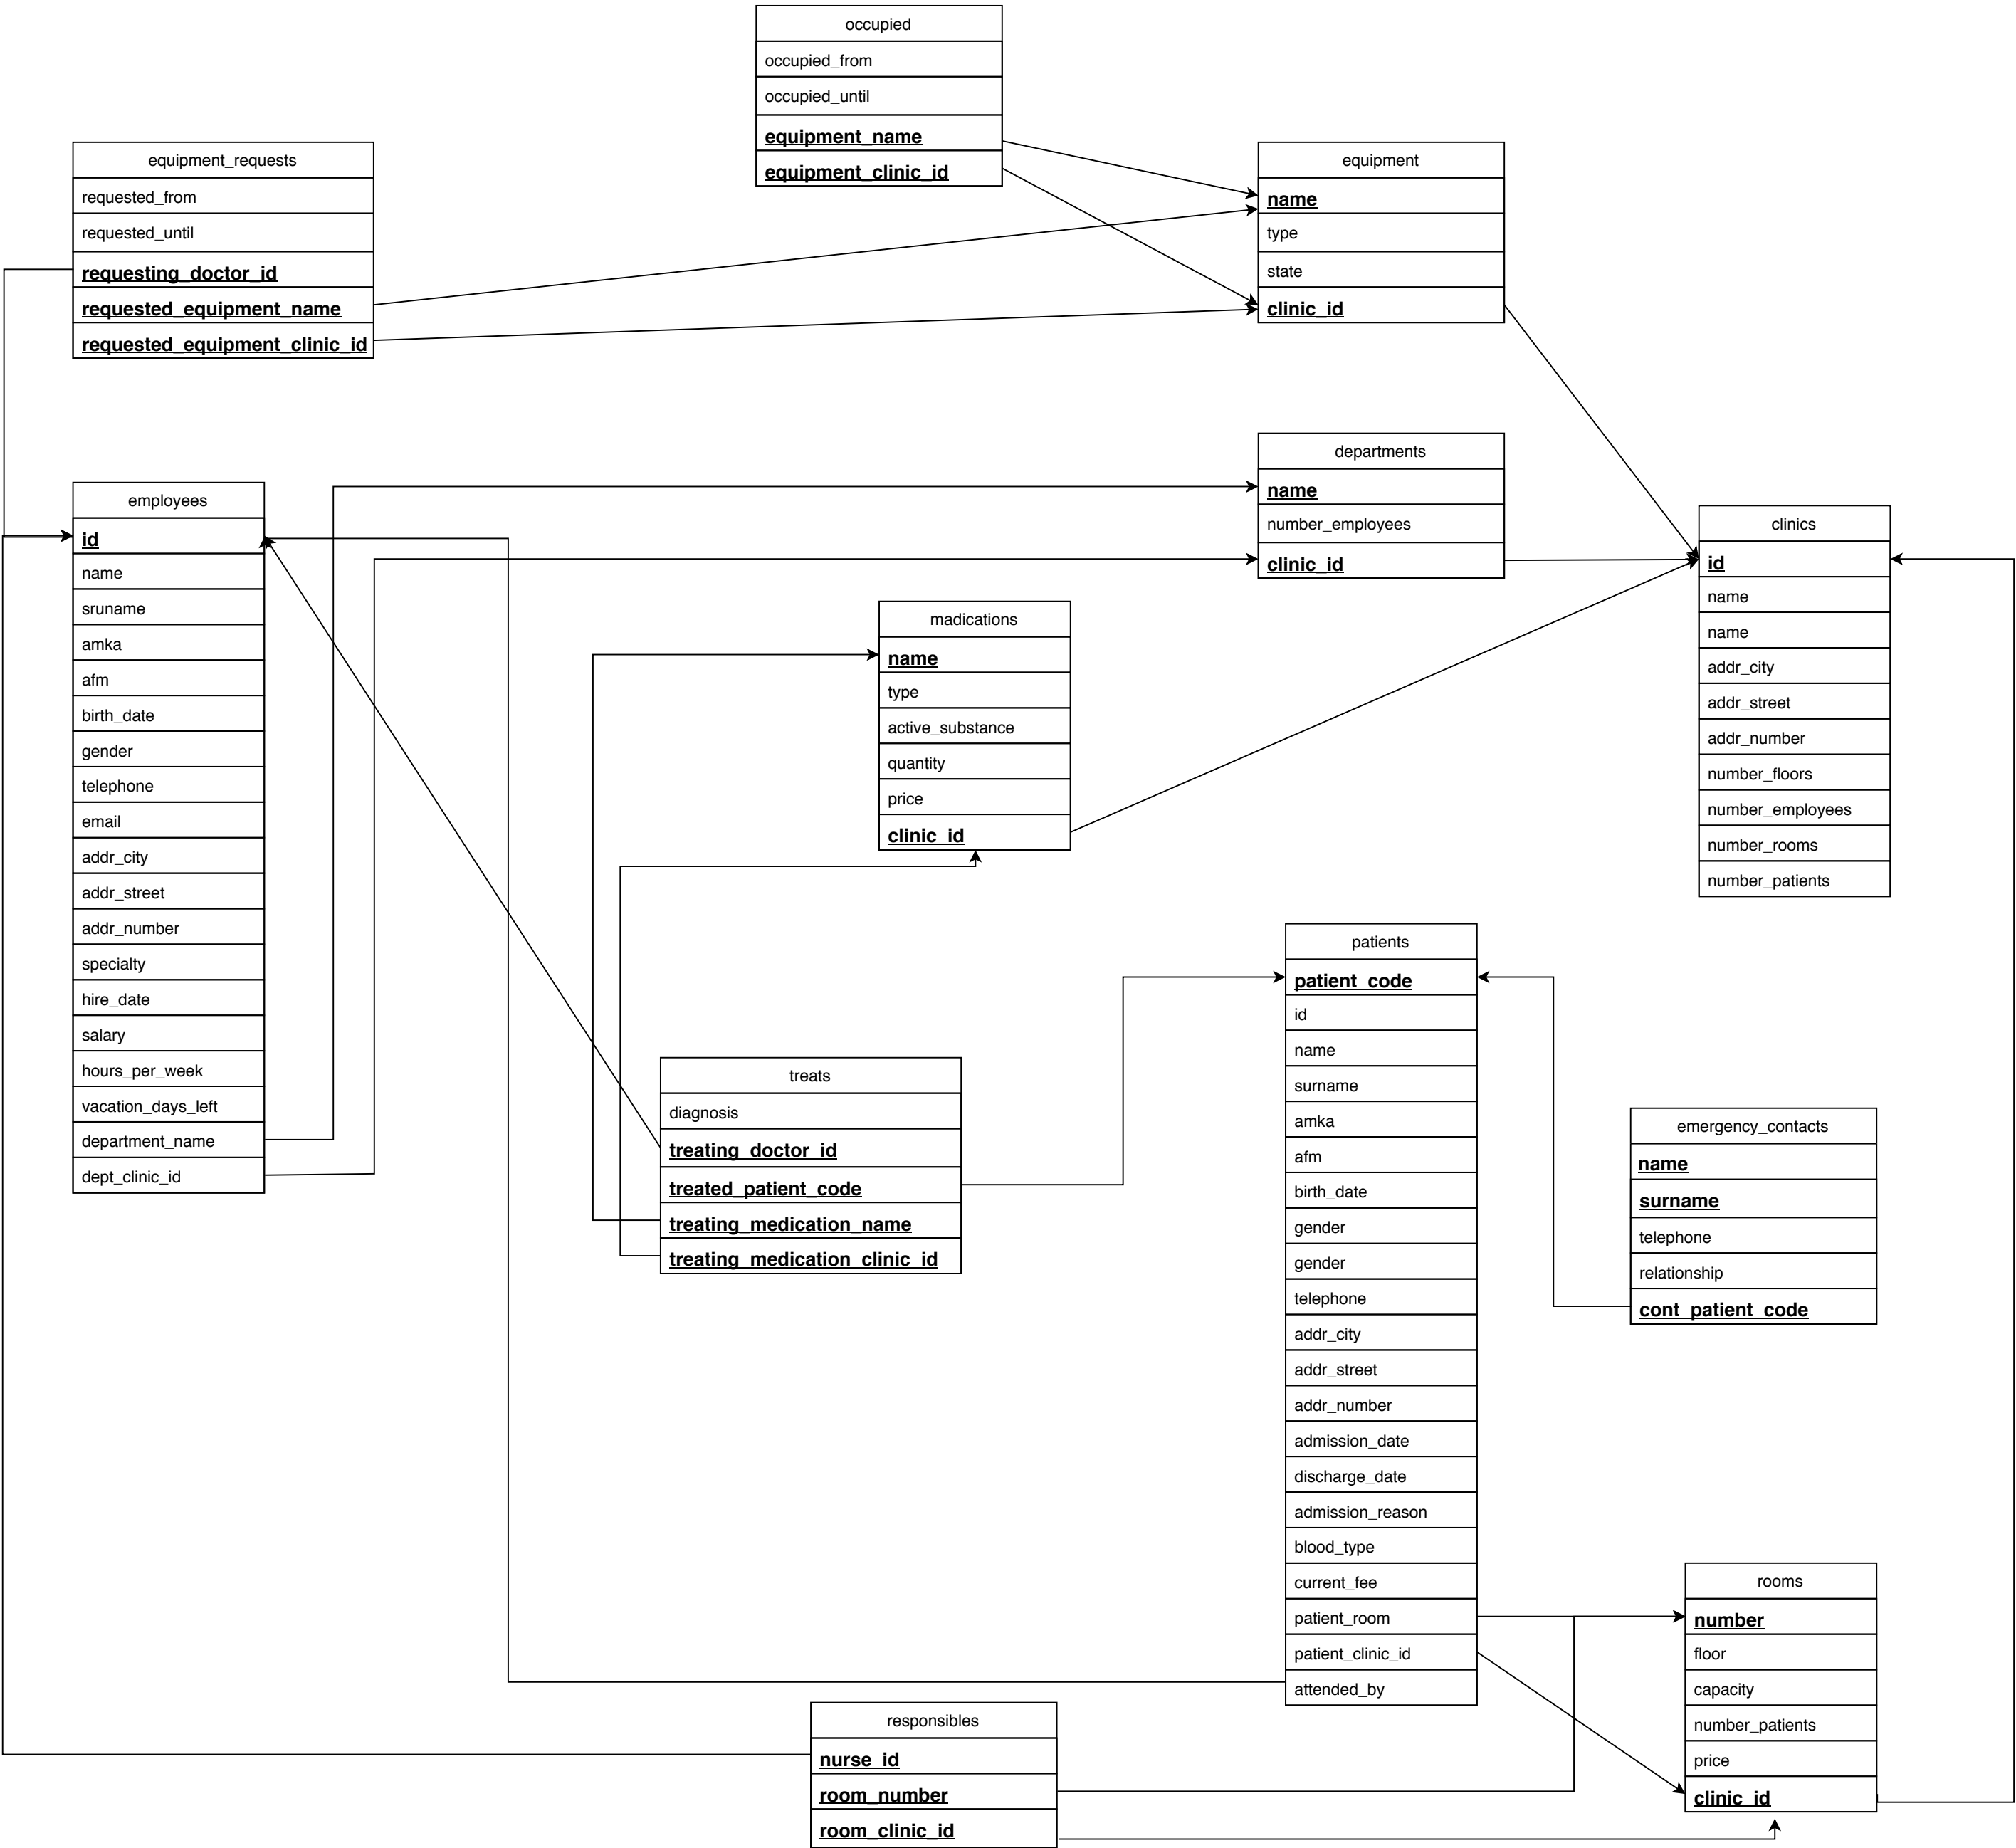 occupied
occupied_from
occupied_until
equipment_name
equipment_clinic_id
equipment_requests
requested_from
requested_until
requesting_doctor_id
requested_equipment_name
requested_equipment_clinic_id
equipment
name
type
state
clinic_id
departments
name
number_employees
clinic_id
employees
id
name
sruname
amka
afm
birth_date
gender
telephone
email
addr_city
addr_street
addr_number
specialty
hire_date
salary
hours_per_week
vacation_days_left
department_name
dept_clinic_id
clinics
id
name
name
addr_city
addr_street
addr_number
number_floors
number_employees
number_rooms
number_patients
madications
name
type
active_substance
quantity
price
clinic_id
patients
patient_code
id
name
surname
amka
afm
birth_date
gender
gender
telephone
addr_city
addr_street
addr_number
admission_date
discharge_date
admission_reason
blood_type
current_fee
patient_room
patient_clinic_id
attended_by
treats
diagnosis
treating_doctor_id
treated_patient_code
treating_medication_name
treating_medication_clinic_id
emergency_contacts
name
surname
telephone
relationship
cont_patient_code
rooms
number
floor
capacity
number_patients
price
clinic_id
responsibles
nurse_id
room_number
room_clinic_id